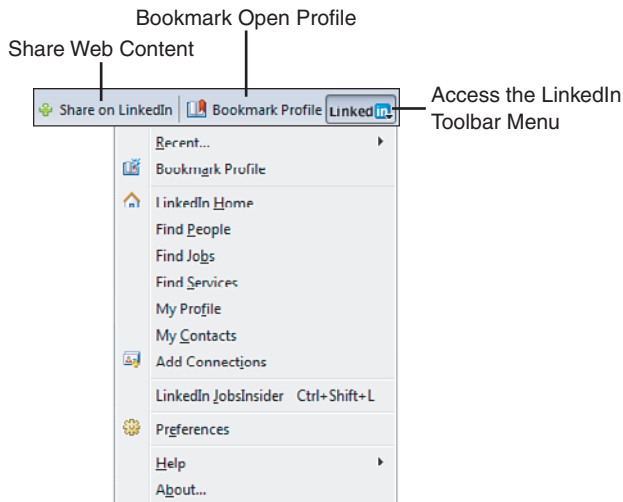 Bookmark Open Profile
Share Web Content
Share on LinkedIn Bookmark Profile Linked in
Access the LinkedIn
Toolbar Menu
Recent...
Bookmark Profile
LinkedIn Home
Find People
Find Jobs
Find Services
My Profile
My Contacts
Add Connections
LinkedIn JobsInsider Ctrl+Shift+L
Preferences
Help
About...